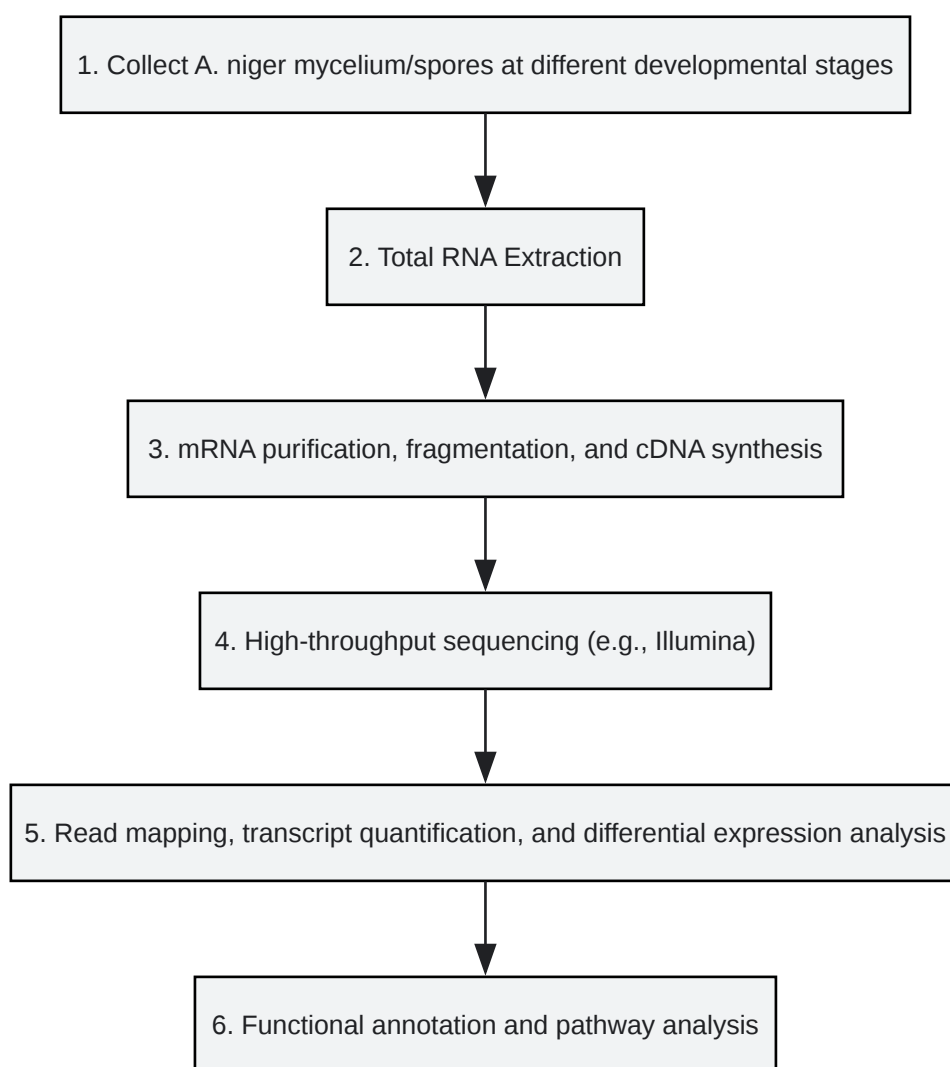 1. Collect A. niger mycelium/spores at different developmental stages
2. Total RNA Extraction
3. mRNA purification, fragmentation, and cDNA synthesis
4. High-throughput sequencing (e.g., Illumina)
5. Read mapping, transcript quantification, and differential expression analysis
6. Functional annotation and pathway analysis